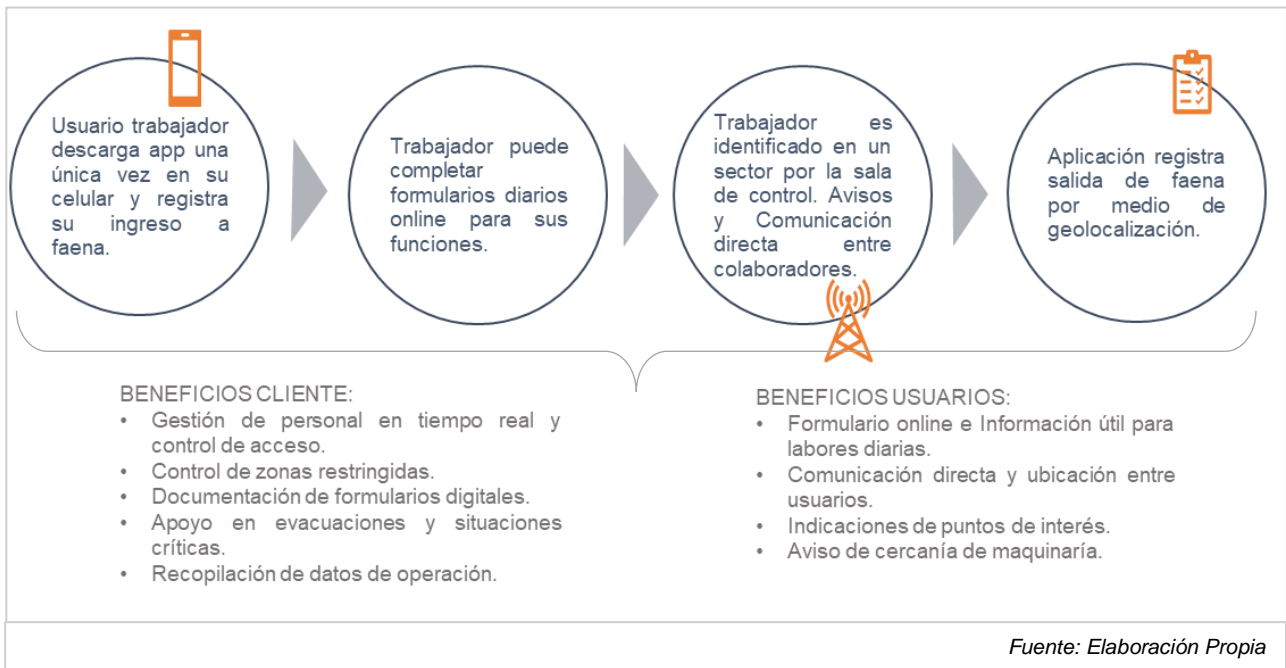 Usuario trabajador
descarga app una
única vez en su
celular y registra
su ingreso a
faena.
Trabajador puede
completar
formularios diarios
online para sus
funciones.
Trabajador es
identificado en un
sector por la sala
de control. Avisos
y Comunicación
directa entre
colaboradores.
Aplicación registra
salida de faena
por medio de
geolocalización.
BENEFICIOS CLIENTE:
• Gestión de personal en tiempo real y
control de acceso.
• Control de zonas restringidas.
• Documentación de formularios digitales.
• Apoyo en evacuaciones y situaciones
críticas.
• Recopilación de datos de operación.
BENEFICIOS USUARIOS:
• Formulario online e Información útil para
labores diarias.
• Comunicación directa y ubicación entre
usuarios.
• Indicaciones de puntos de interés.
• Aviso de cercanía de maquinaría.
Fuente: Elaboración Propia